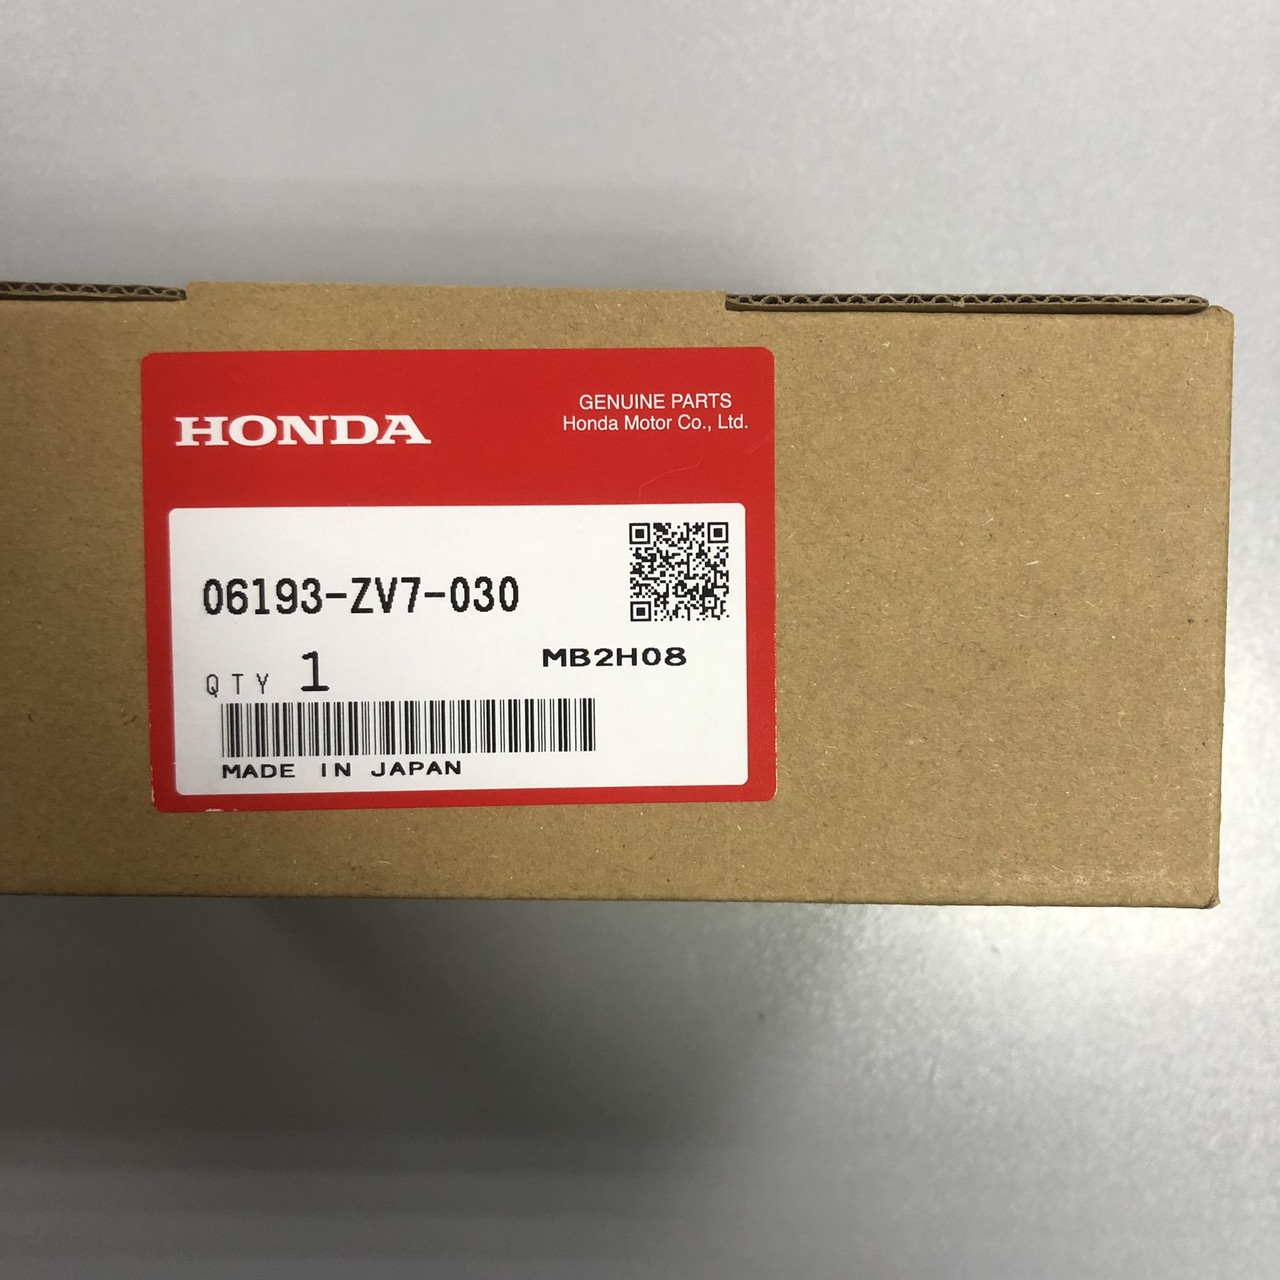 HONDA
GENUINE PARTS
Honda Motor Co., Ltd.
06193-ZV7-030
MB2H08
QTY 1
MADE IN JAPAN